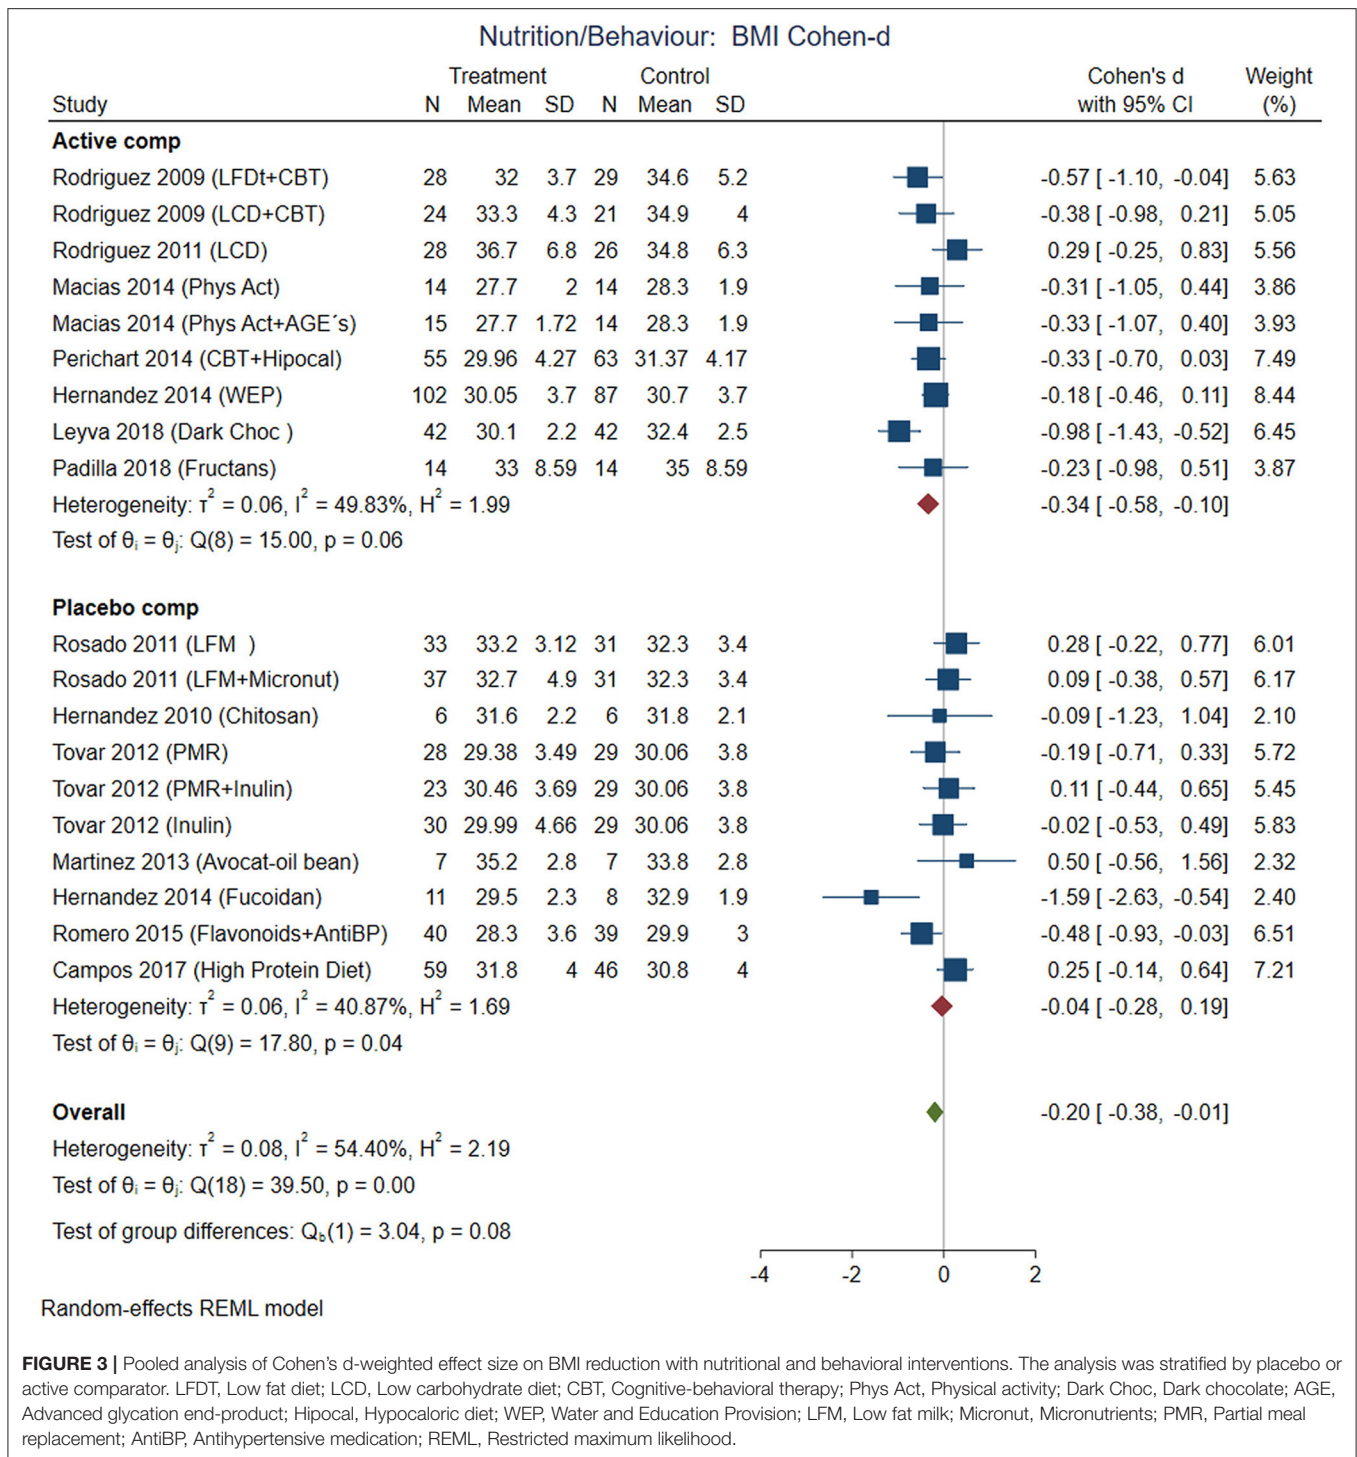 Nutrition/Behaviour: BMI Cohen-d
Treatment Control Cohen's d Weight
Study N Mean SD N Mean SD with 95% CI (%)
Active comp
Rodriguez 2009 (LFDt+CBT) 28 32 3.7 29 34.6 5.2 -0.57 [ -1.10, -0.04] 5.63
Rodriguez 2009 (LCD+CBT) 24 33.3 4.3 21 34.9 4 -0.38 [ -0.98, 0.21] 5.05
Rodriguez 2011 (LCD) 28 36.7 6.8 26 34.8 6.3 0.29 [ -0.25, 0.83] 5.56
Macias 2014 (Phys Act) 14 27.7 2 14 28.3 1.9 -0.31 [ -1.05, 0.44] 3.86
Macias 2014 (Phys Act+AGE´s) 15 27.7 1.72 14 28.3 1.9 -0.33 [ -1.07, 0.40] 3.93
Perichart 2014 (CBT+Hipocal) 55 29.96 4.27 63 31.37 4.17 -0.33 [ -0.70, 0.03] 7.49
Hernandez 2014 (WEP) 102 30.05 3.7 87 30.7 3.7 -0.18 [ -0.46, 0.11] 8.44
Leyva 2018 (Dark Choc ) 42 30.1 2.2 42 32.4 2.5 -0.98 [ -1.43, -0.52] 6.45
Padilla 2018 (Fructans) 14 33 8.59 14 35 8.59 -0.23 [ -0.98, 0.51] 3.87
Heterogeneity: τ² = 0.06, I² = 49.83%, H² = 1.99 -0.34 [ -0.58, -0.10]
Test of θᵢ = θⱼ: Q(8) = 15.00, p = 0.06
Placebo comp
Rosado 2011 (LFM ) 33 33.2 3.12 31 32.3 3.4 0.28 [ -0.22, 0.77] 6.01
Rosado 2011 (LFM+Micronut) 37 32.7 4.9 31 32.3 3.4 0.09 [ -0.38, 0.57] 6.17
Hernandez 2010 (Chitosan) 6 31.6 2.2 6 31.8 2.1 -0.09 [ -1.23, 1.04] 2.10
Tovar 2012 (PMR) 28 29.38 3.49 29 30.06 3.8 -0.19 [ -0.71, 0.33] 5.72
Tovar 2012 (PMR+Inulin) 23 30.46 3.69 29 30.06 3.8 0.11 [ -0.44, 0.65] 5.45
Tovar 2012 (Inulin) 30 29.99 4.66 29 30.06 3.8 -0.02 [ -0.53, 0.49] 5.83
Martinez 2013 (Avocat-oil bean) 7 35.2 2.8 7 33.8 2.8 0.50 [ -0.56, 1.56] 2.32
Hernandez 2014 (Fucoidan) 11 29.5 2.3 8 32.9 1.9 -1.59 [ -2.63, -0.54] 2.40
Romero 2015 (Flavonoids+AntiBP) 40 28.3 3.6 39 29.9 3 -0.48 [ -0.93, -0.03] 6.51
Campos 2017 (High Protein Diet) 59 31.8 4 46 30.8 4 0.25 [ -0.14, 0.64] 7.21
Heterogeneity: τ² = 0.06, I² = 40.87%, H² = 1.69 -0.04 [ -0.28, 0.19]
Test of θᵢ = θⱼ: Q(9) = 17.80, p = 0.04
Overall -0.20 [ -0.38, -0.01]
Heterogeneity: τ² = 0.08, I² = 54.40%, H² = 2.19
Test of θᵢ = θⱼ: Q(18) = 39.50, p = 0.00
Test of group differences: Q_b(1) = 3.04, p = 0.08
-4 -2 0 2
Random-effects REML model
FIGURE 3 | Pooled analysis of Cohen's d-weighted effect size on BMI reduction with nutritional and behavioral interventions. The analysis was stratified by placebo or
active comparator. LFDT, Low fat diet; LCD, Low carbohydrate diet; CBT, Cognitive-behavioral therapy; Phys Act, Physical activity; Dark Choc, Dark chocolate; AGE,
Advanced glycation end-product; Hipocal, Hypocaloric diet; WEP, Water and Education Provision; LFM, Low fat milk; Micronut, Micronutrients; PMR, Partial meal
replacement; AntiBP, Antihypertensive medication; REML, Restricted maximum likelihood.